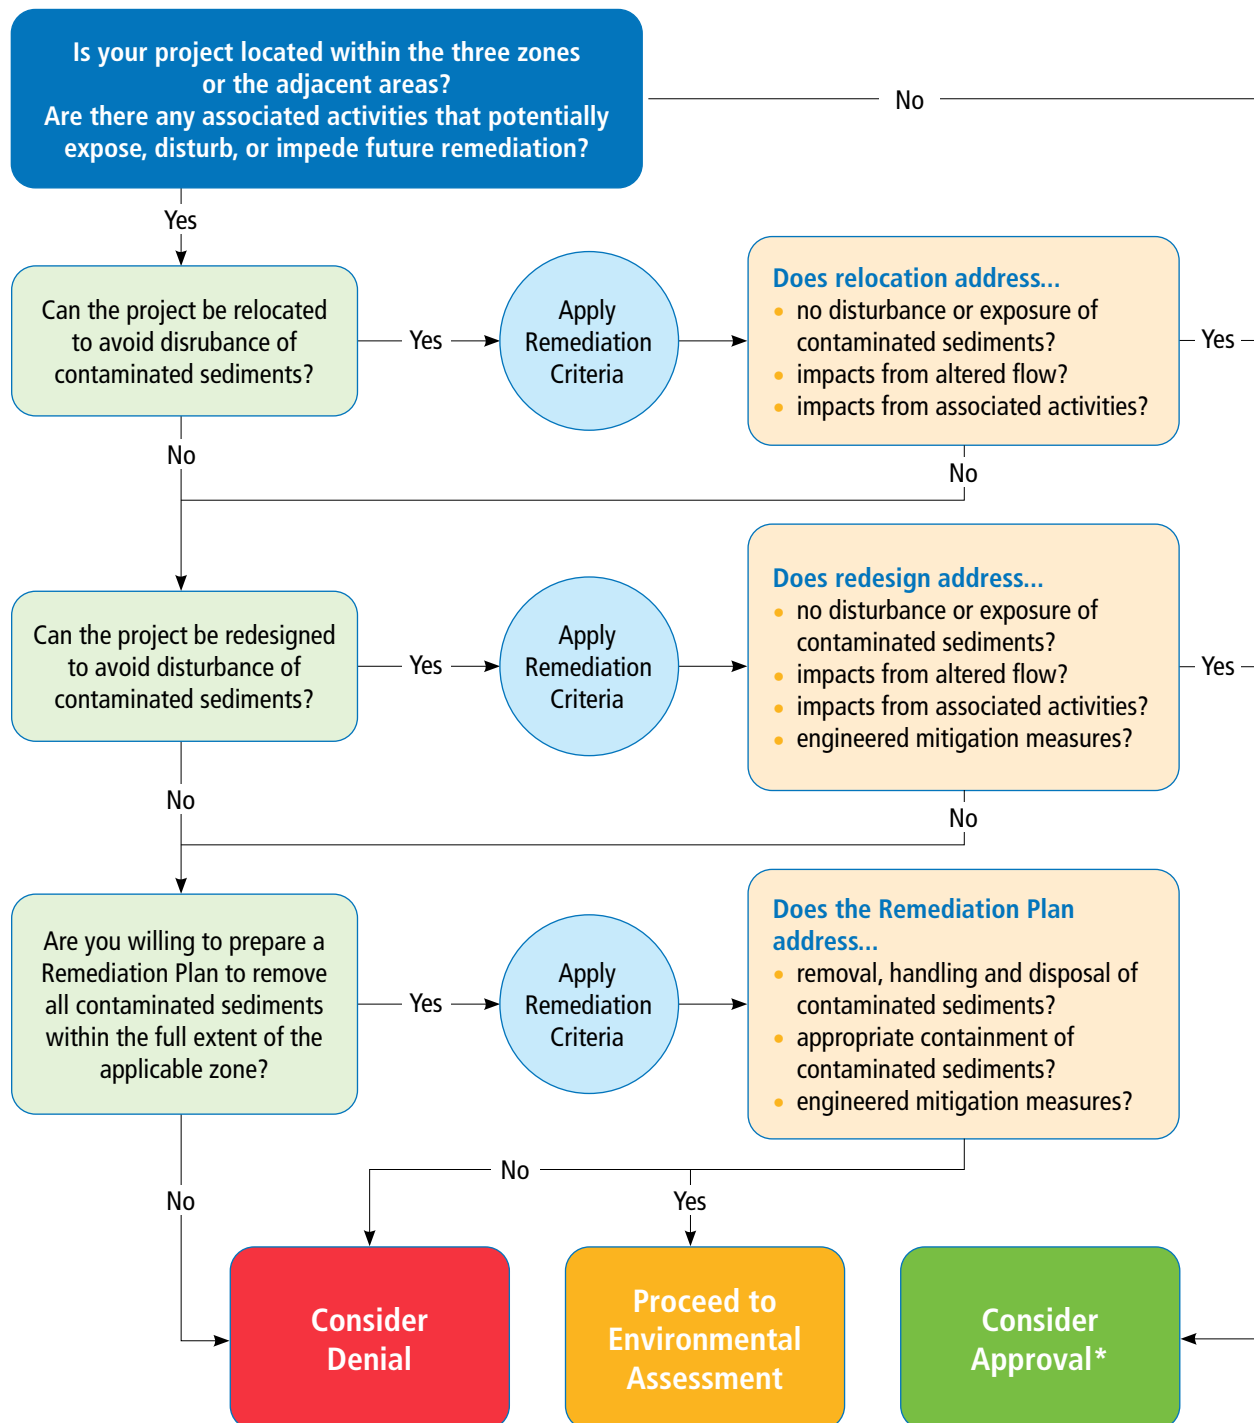 Is your project located within the three zones
or the adjacent areas?
Are there any associated activities that potentially
expose, disturb, or impede future remediation?
No
Yes
Can the project be relocated
to avoid disrubance of
contaminated sediments?
Yes
Apply
Remediation
Criteria
Does relocation address...
• no disturbance or exposure of
contaminated sediments?
• impacts from altered flow?
• impacts from associated activities?
Yes
No
No
Can the project be redesigned
to avoid disturbance of
contaminated sediments?
Yes
Apply
Remediation
Criteria
Does redesign address...
• no disturbance or exposure of
contaminated sediments?
• impacts from altered flow?
• impacts from associated activities?
• engineered mitigation measures?
Yes
No
No
Are you willing to prepare a
Remediation Plan to remove
all contaminated sediments
within the full extent of the
applicable zone?
Yes
Apply
Remediation
Criteria
Does the Remediation Plan
address...
• removal, handling and disposal of
contaminated sediments?
• appropriate containment of
contaminated sediments?
• engineered mitigation measures?
No
No
Yes
Consider
Denial
Proceed to
Environmental
Assessment
Consider
Approval*